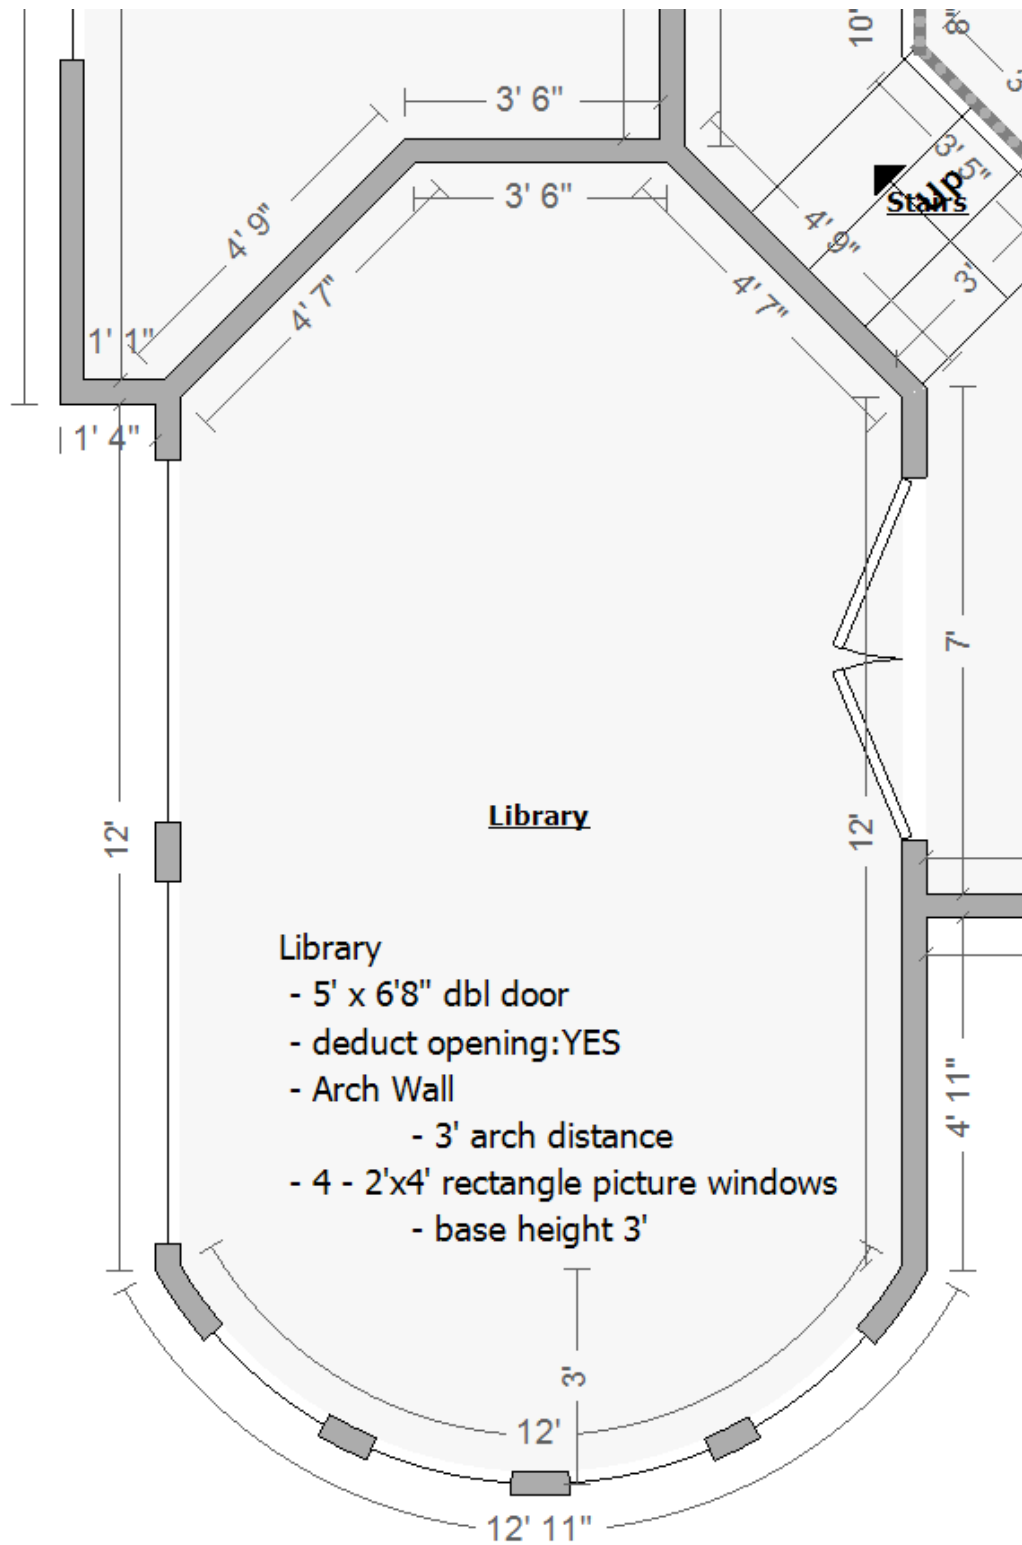 10'
8"
3' 6"
3' 5"
Up
Stairs
3' 6"
4' 9"
4' 9"
4' 7"
4' 7"
3"
1' 1"
1' 4"
7'
12'
12'
Library
Library
- 5' x 6'8" dbl door
- deduct opening:YES
- Arch Wall
- 3' arch distance
- 4 - 2'x4' rectangle picture windows
- base height 3'
4' 11"
3'
12'
12' 11"